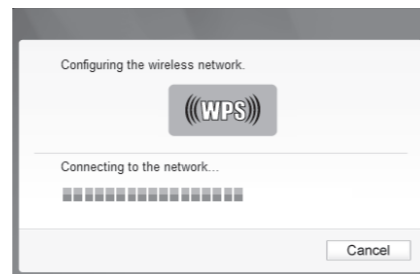 Configuring the wireless network.
WPS
Connecting to the network...
Cancel